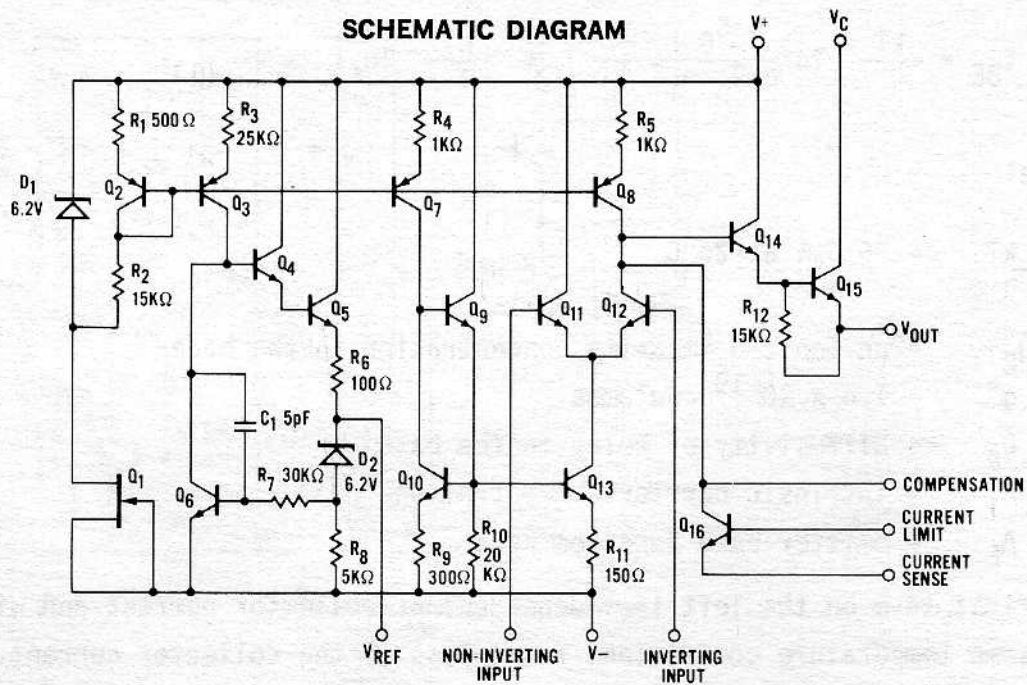 SCHEMATIC DIAGRAM
V+
VC
R1 500Ω
R3
25KΩ
R4
1KΩ
R5
1KΩ
D1
6.2V
Q2
Q3
Q7
Q8
R2
15KΩ
Q4
Q5
Q9
Q11
Q12
Q14
Q15
R12
15KΩ
VOUT
R6
100Ω
C1 5pF
D2
6.2V
R7 30KΩ
Q1
Q6
Q10
Q13
R8
5KΩ
R9
300Ω
R10
20
KΩ
R11
150Ω
Q16
COMPENSATION
CURRENT
LIMIT
CURRENT
SENSE
VREF
NON-INVERTING
INPUT
V−
INVERTING
INPUT